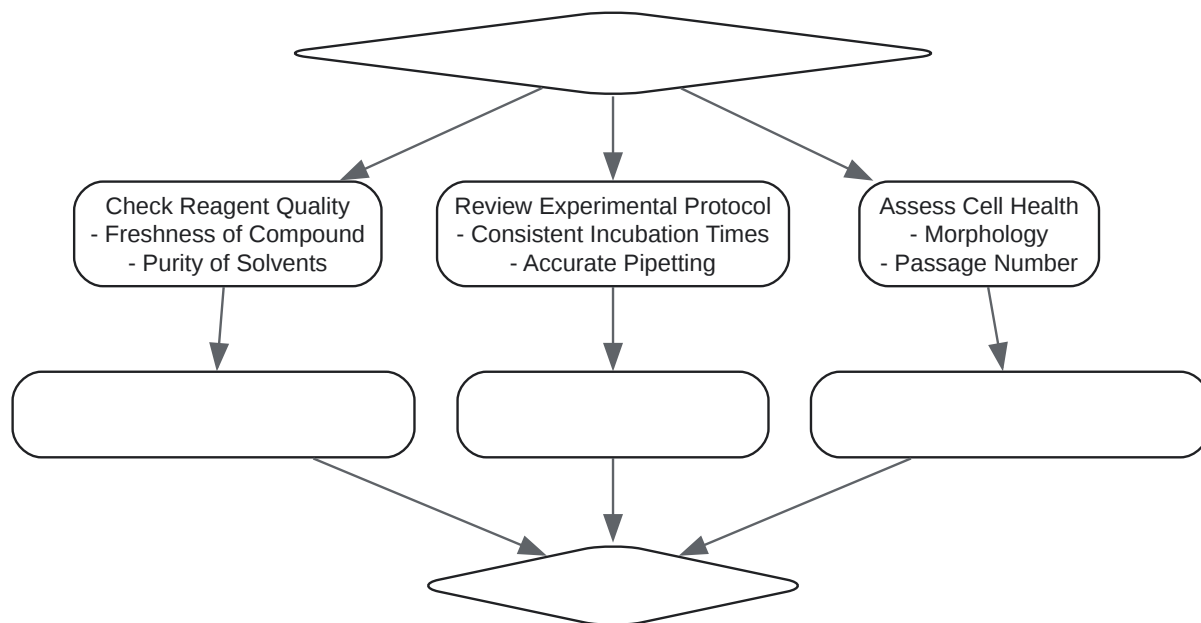 Check Reagent Quality
- Freshness of Compound
- Purity of Solvents
Review Experimental Protocol
- Consistent Incubation Times
- Accurate Pipetting
Assess Cell Health
- Morphology
- Passage Number